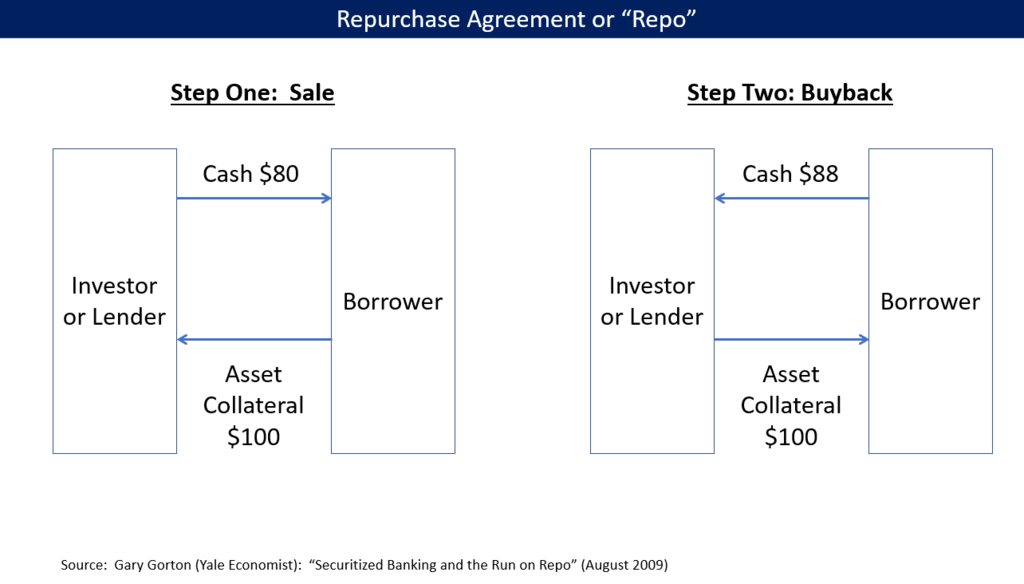 Repurchase Agreement or “Repo”
Step One:  Sale
Cash $80
Investor
or Lender
Borrower
Asset
Collateral
$100
Step Two: Buyback
Cash $88
Investor
or Lender
Borrower
Asset
Collateral
$100
Source:  Gary Gorton (Yale Economist):  “Securitized Banking and the Run on Repo” (August 2009)